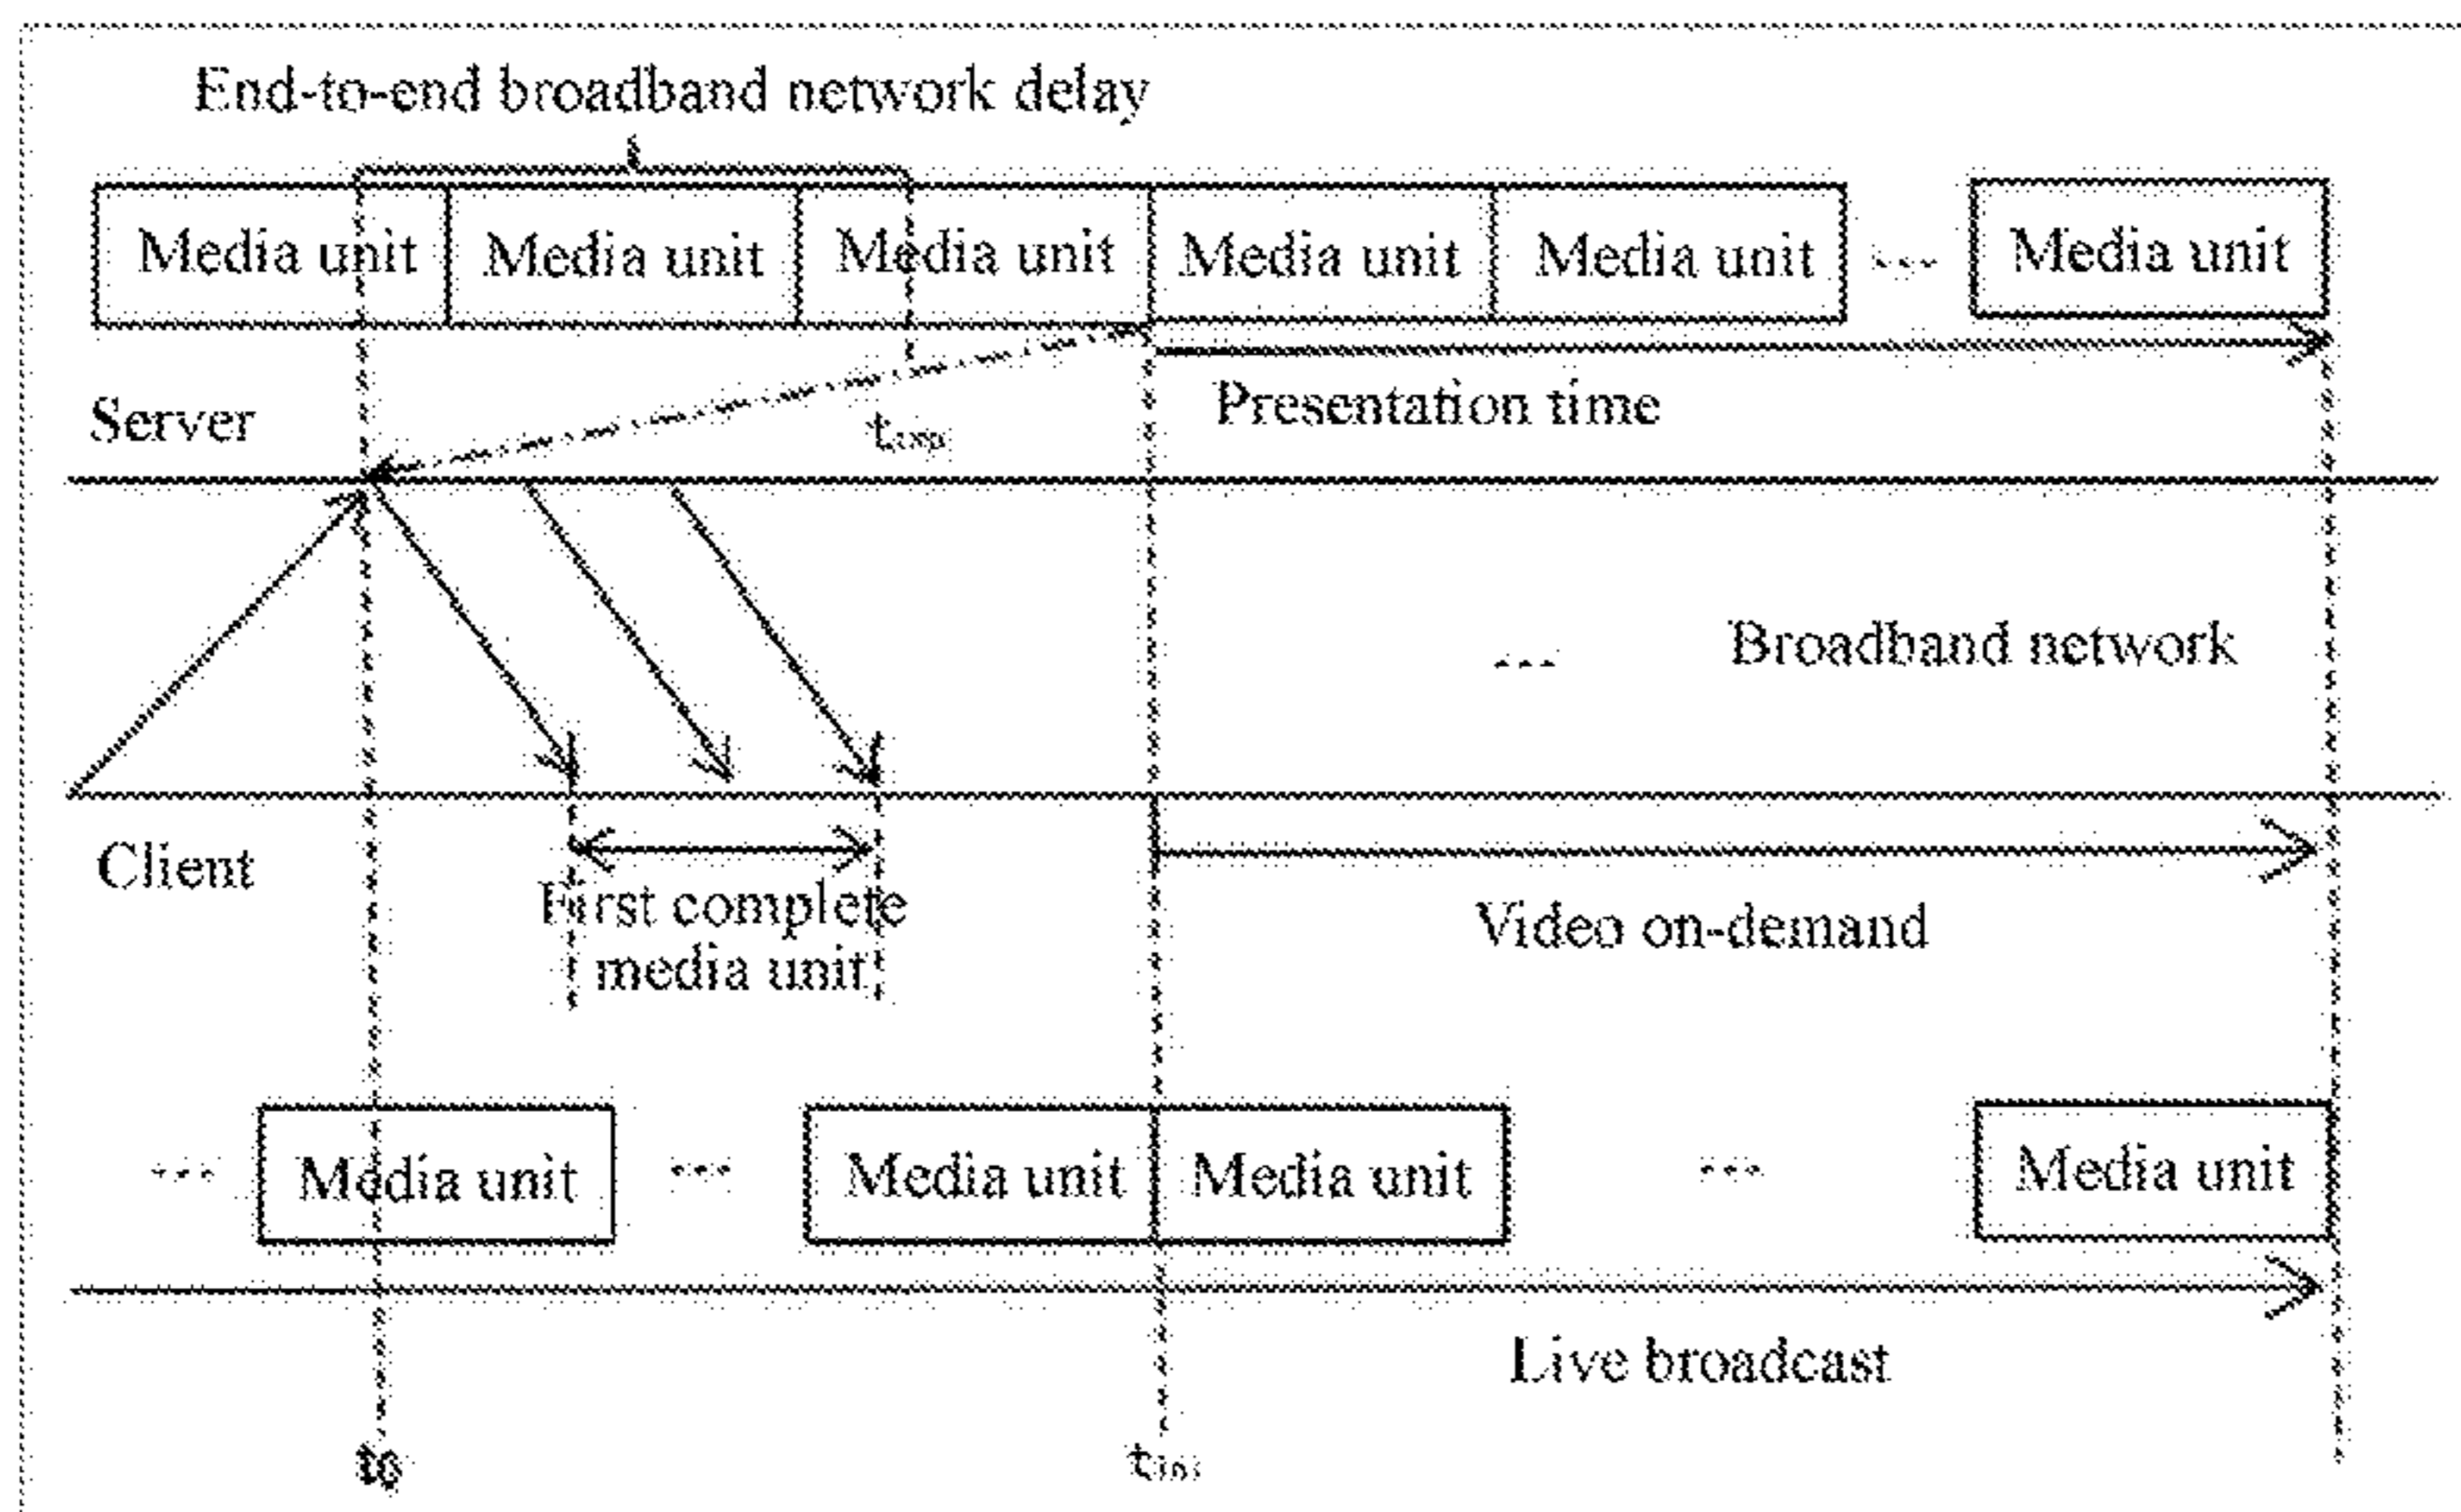 End-to-end broadband network delay
Media unit Media unit Media unit Media unit Media unit ... Media unit
Presentation time
Server
... Broadband network
Client
First complete
media unit
Video on-demand
... Media unit ... Media unit Media unit ... Media unit
Live broadcast